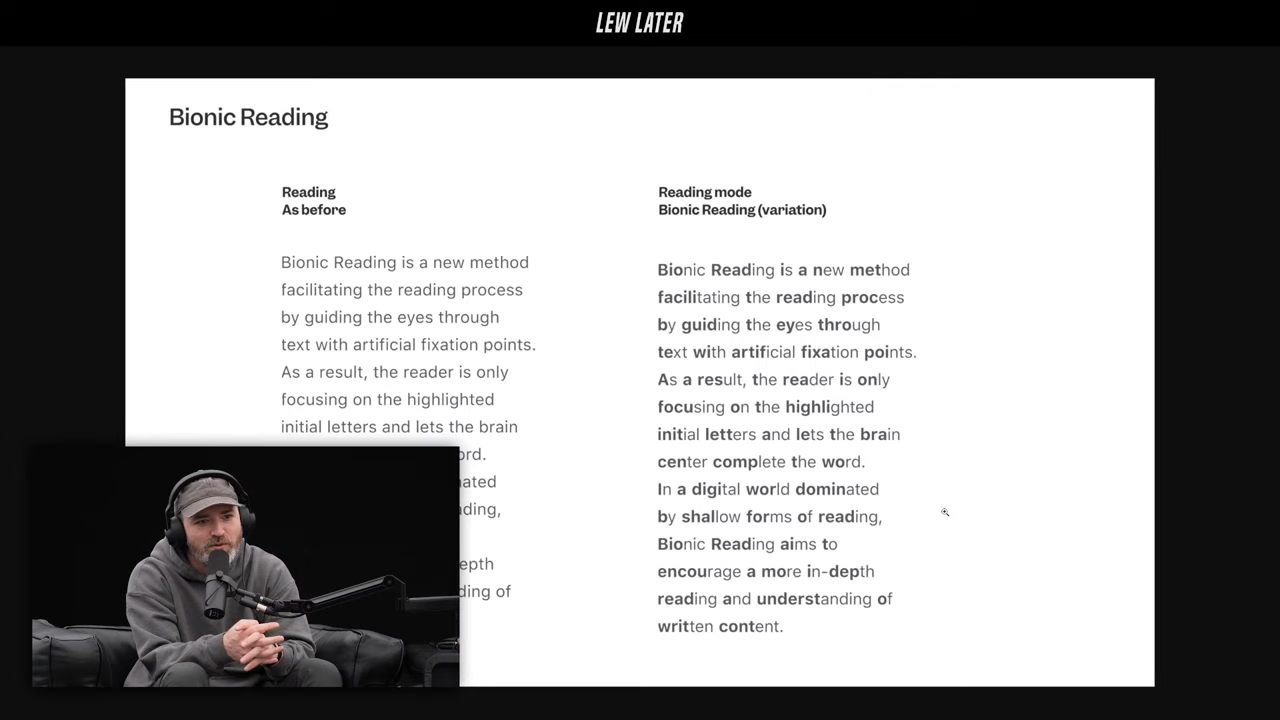 LEW LATER
Bionic Reading
Reading
As before
Bionic Reading is a new method
facilitating the reading process
by guiding the eyes through
text with artificial fixation points.
As a result, the reader is only
focusing on the highlighted
initial letters and lets the brain
Reading mode
Bionic Reading (variation)
Bionic Reading is a new method
facilitating the reading process
by guiding the eyes through
text with artificial fixation points.
As a result, the reader is only
focusing on the highlighted
initial letters and lets the brain
center complete the word.
In a digital world dominated
by shallow forms of reading,
Bionic Reading aims to
encourage a more in-depth
reading and understanding of
written content.